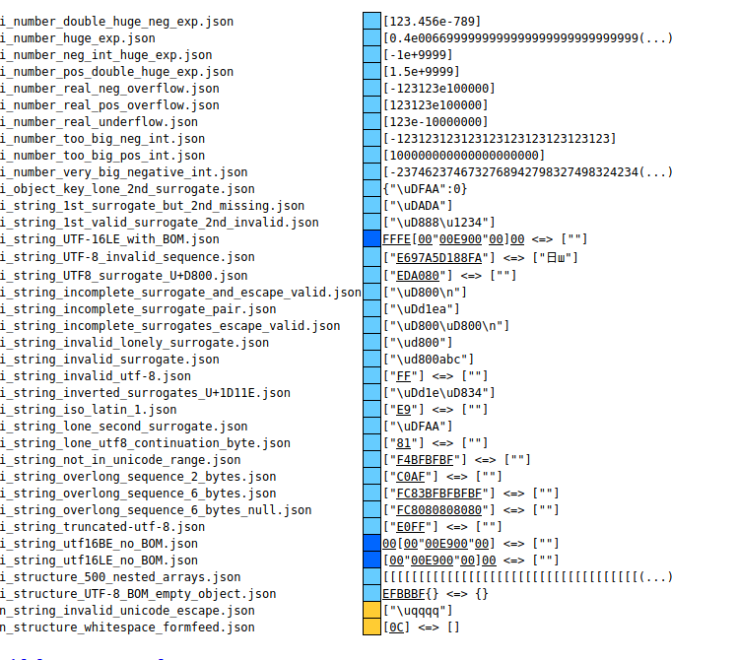 i_number_double_huge_neg_exp.json [123.456e-789]
i_number_huge_exp.json [0.4e00669999999999999999999999999999(...)
i_number_neg_int_huge_exp.json [-1e+9999]
i_number_pos_double_huge_exp.json [1.5e+9999]
i_number_real_neg_overflow.json [-123123e100000]
i_number_real_pos_overflow.json [123123e100000]
i_number_real_underflow.json [123e-10000000]
i_number_too_big_neg_int.json [-123123123123123123123123123123]
i_number_too_big_pos_int.json [100000000000000000000]
i_number_very_big_negative_int.json [-237462374673276894279832749832423(...)
i_object_key_lone_2nd_surrogate.json {"\uDFAA":0}
i_string_1st_surrogate_but_2nd_missing.json ["\uDADA"]
i_string_1st_valid_surrogate_2nd_invalid.json ["\uD888\u1234"]
i_string_UTF-16LE_with_BOM.json FFFE[00"00E900"00]00 <=> [""]
i_string_UTF-8_invalid_sequence.json ["E697A5D188FA"] <=> ["日ш"]
i_string_UTF8_surrogate_U+D800.json ["EDA080"] <=> [""]
i_string_incomplete_surrogate_and_escape_valid.json ["\uD800\n"]
i_string_incomplete_surrogate_pair.json ["\uDd1ea"]
i_string_incomplete_surrogates_escape_valid.json ["\uD800\uD800\n"]
i_string_invalid_lonely_surrogate.json ["\ud800"]
i_string_invalid_surrogate.json ["\ud800abc"]
i_string_invalid_utf-8.json ["FF"] <=> [""]
i_string_inverted_surrogates_U+1D11E.json ["\uDd1e\uD834"]
i_string_iso_latin_1.json ["E9"] <=> [""]
i_string_lone_second_surrogate.json ["\uDFAA"]
i_string_lone_utf8_continuation_byte.json ["81"] <=> [""]
i_string_not_in_unicode_range.json ["F4BFBFBF"] <=> [""]
i_string_overlong_sequence_2_bytes.json ["C0AF"] <=> [""]
i_string_overlong_sequence_6_bytes.json ["FC83BFBFBFBF"] <=> [""]
i_string_overlong_sequence_6_bytes_null.json ["FC8080808080"] <=> [""]
i_string_truncated-utf-8.json ["E0FF"] <=> [""]
i_string_utf16BE_no_BOM.json 00[00"00E900"00] <=> [""]
i_string_utf16LE_no_BOM.json [00"00E900"00]00 <=> [""]
i_structure_500_nested_arrays.json [[[[[[[[[[[[[[[[[[[[[[[[[[[[[[[[[[[[(...)
i_structure_UTF-8_BOM_empty_object.json EFBBBF{} <=> {}
n_string_invalid_unicode_escape.json ["\uqqqq"]
n_structure_whitespace_formfeed.json [0C] <=> []